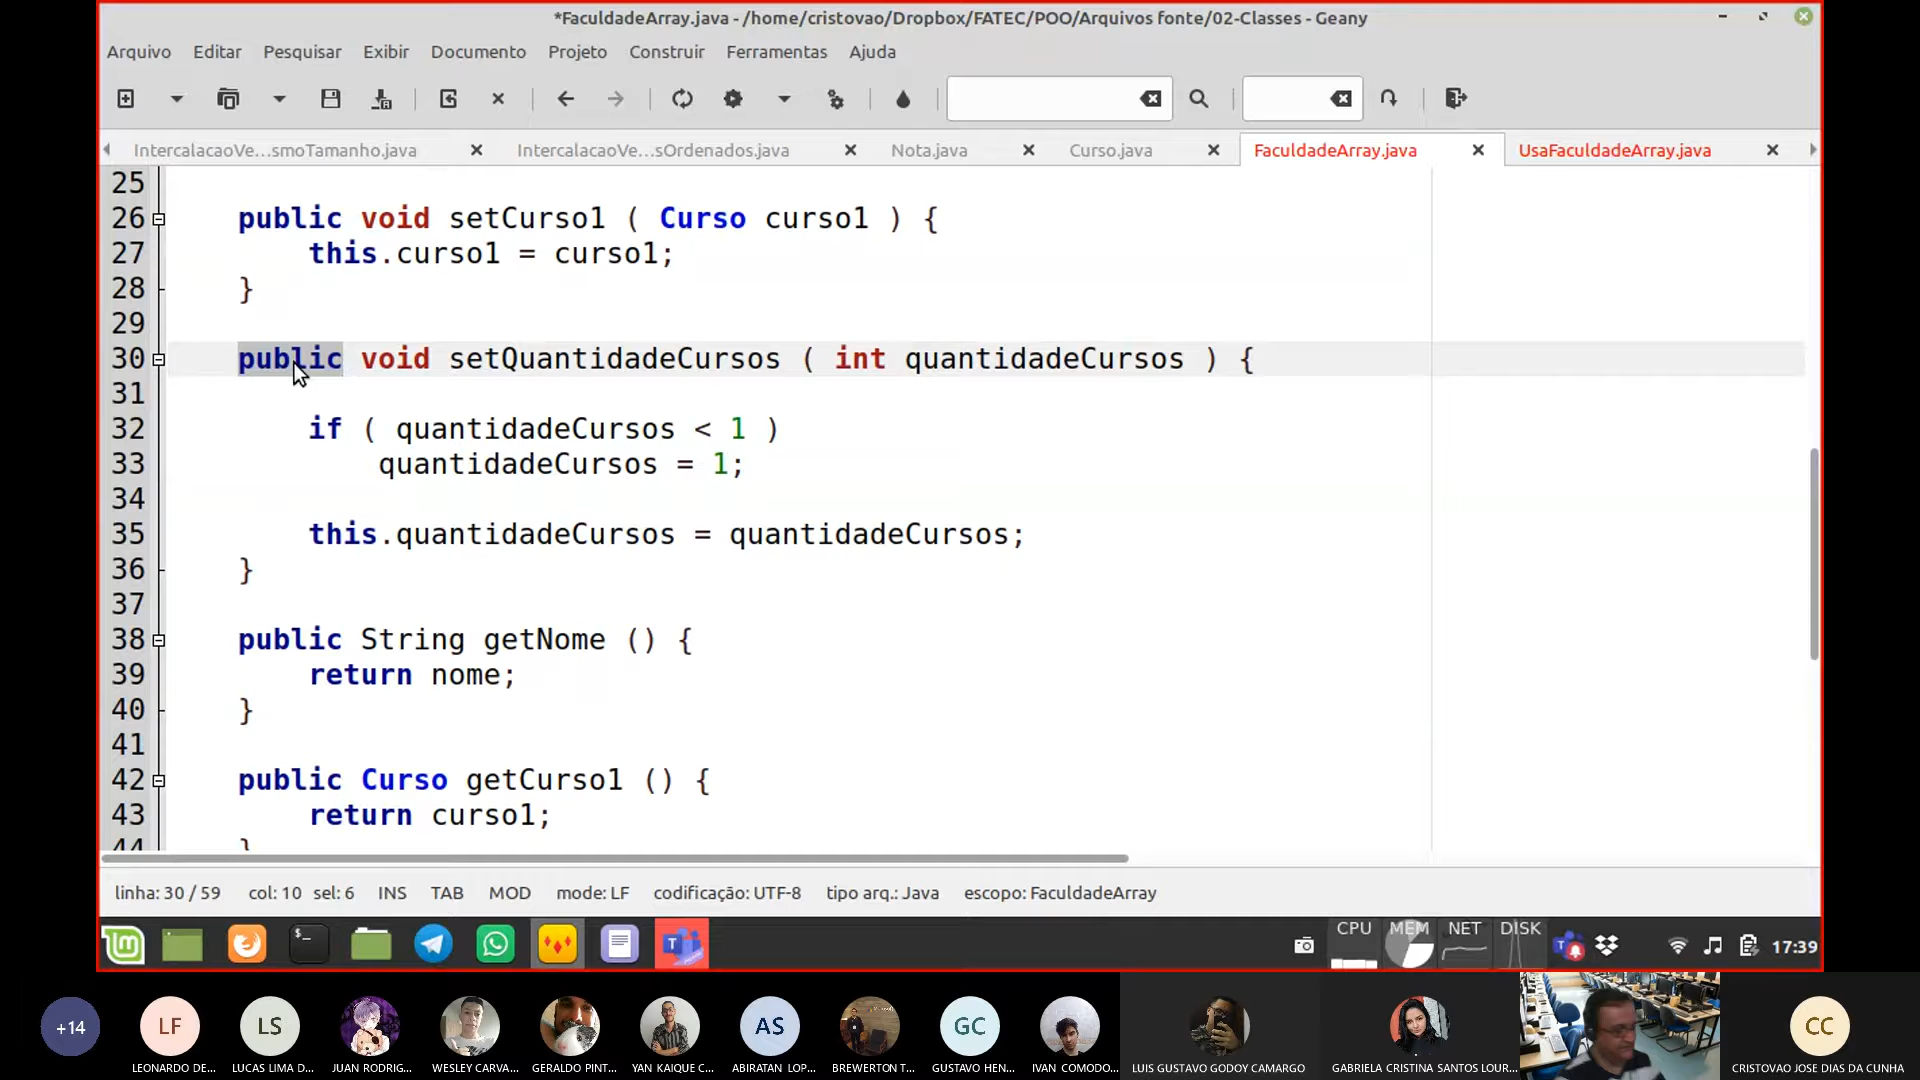 *FaculdadeArray.java - /home/cristovao/Dropbox/FATEC/POO/Arquivos fonte/02-Classes - Geany
Arquivo Editar Pesquisar Exibir Documento Projeto Construir Ferramentas Ajuda
IntercalacaoVe...smoTamanho.java IntercalacaoVe...sOrdenados.java Nota.java Curso.java FaculdadeArray.java UsaFaculdadeArray.java
25
26 public void setCurso1 ( Curso curso1 ) {
27 this.curso1 = curso1;
28 }
29
30 public void setQuantidadeCursos ( int quantidadeCursos ) {
31
32 if ( quantidadeCursos < 1 )
33 quantidadeCursos = 1;
34
35 this.quantidadeCursos = quantidadeCursos;
36 }
37
38 public String getNome () {
39 return nome;
40 }
41
42 public Curso getCurso1 () {
43 return curso1;
44 }
linha: 30 / 59 col: 10 sel: 6 INS TAB MOD mode: LF codificação: UTF-8 tipo arq.: Java escopo: FaculdadeArray
CPU MEM NET DISK 17:39
+14 LF LS AS GC CC
LEONARDO DE... LUCAS LIMA D... JUAN RODRIG... WESLEY CARVA... GERALDO PINT... YAN KAIQUE C... ABIRATAN LOP... BREWERTON T... GUSTAVO HEN... IVAN COMODO... LUIS GUSTAVO GODOY CAMARGO GABRIELA CRISTINA SANTOS LOUR... CRISTOVAO JOSE DIAS DA CUNHA